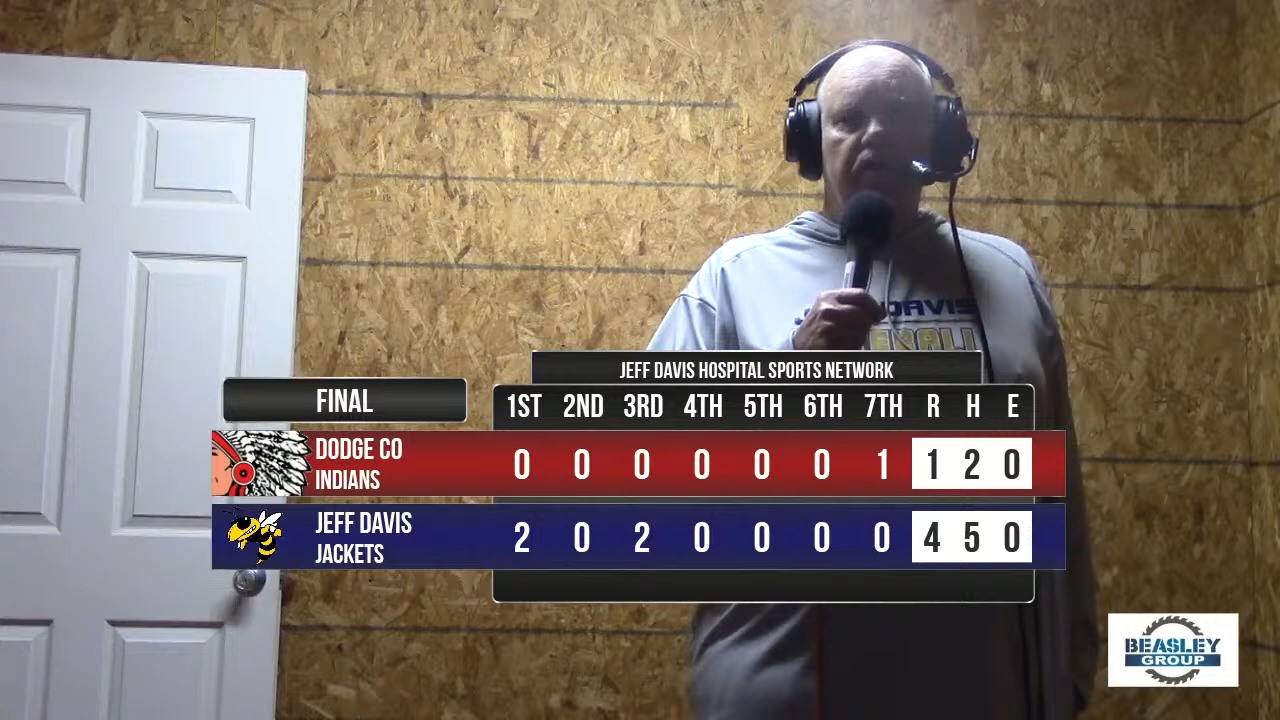 DAVIS
JEFF DAVIS HOSPITAL SPORTS NETWORK
FINAL
1ST 2ND 3RD 4TH 5TH 6TH 7TH R H E
DODGE CO
INDIANS
0 0 0 0 0 0 1 1 2 0
JEFF DAVIS
JACKETS
2 0 2 0 0 0 0 4 5 0
BEASLEY
GROUP